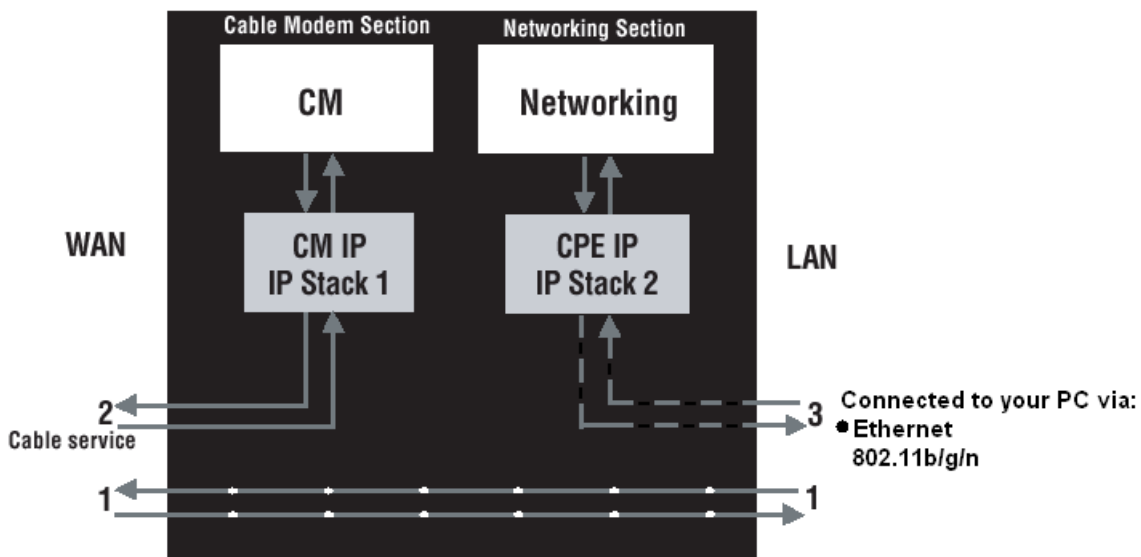 Cable Modem Section
Networking Section
CM
Networking
WAN
CM IP
IP Stack 1
CPE IP
IP Stack 2
LAN
2
Cable service
3
Connected to your PC via:
● Ethernet
802.11b/g/n
1
1